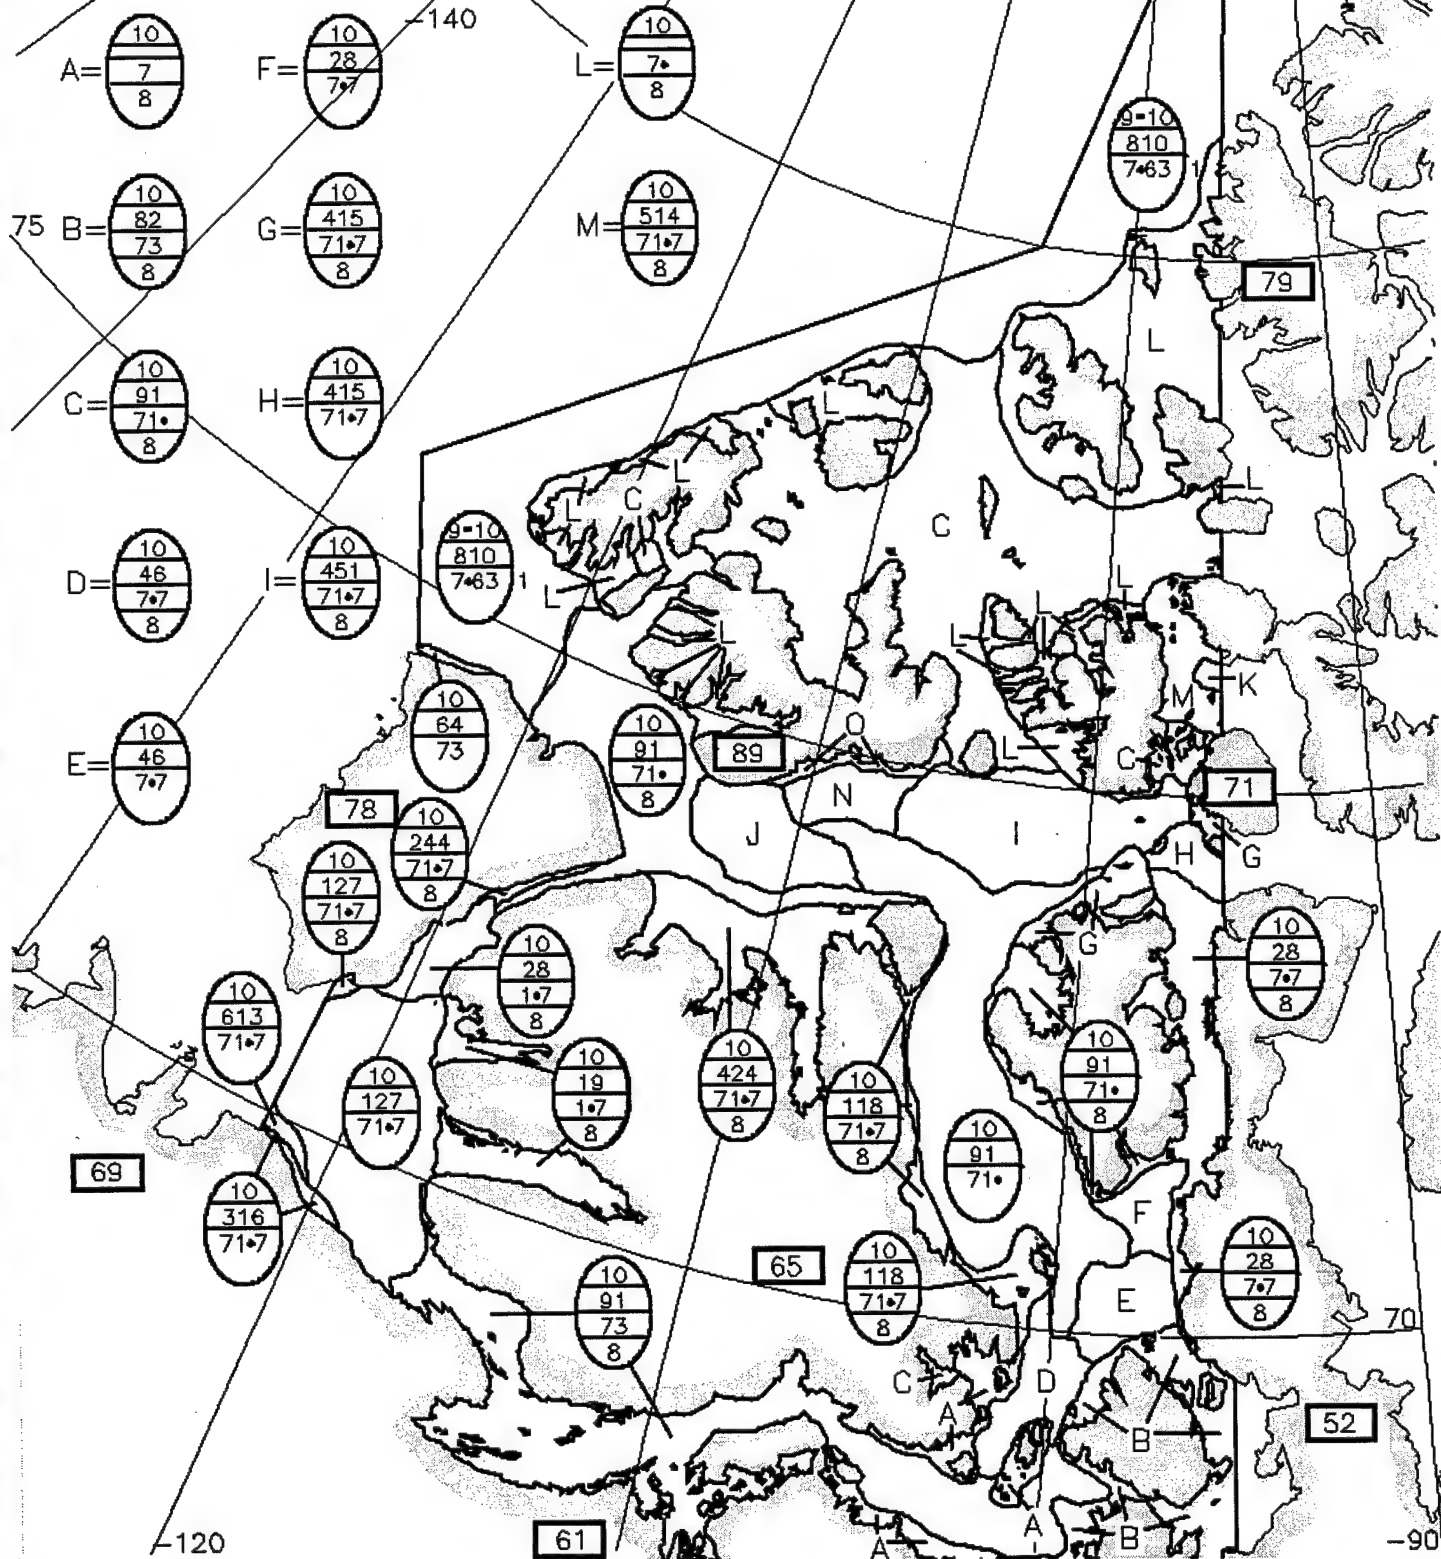 -140
A=
10
7
8
F=
10
28
7•7
L=
10
7•
8
9-10
810
7•63
1
75
B=
10
82
73
8
G=
10
415
71•7
8
M=
10
514
71•7
8
79
L
C=
10
91
71•
8
H=
10
415
71•7
L
L
C
L
C
L
D=
10
46
7•7
8
I=
10
451
71•7
8
9-10
810
7•63
1
L
L
L
L
L
K
M
10
64
73
10
91
71•
8
89
O
L
C
71
E=
10
46
7•7
78
10
244
71•7
8
J
N
I
H
G
10
127
71•7
8
G
10
28
1•7
8
10
28
7•7
8
10
613
71•7
10
127
71•7
10
19
1•7
8
10
424
71•7
8
10
118
71•7
8
10
91
71•
8
10
91
71•
69
10
316
71•7
F
65
10
118
71•7
8
10
28
7•7
8
E
70
10
91
73
8
C
D
A
B
52
-120
61
A
A
B
-90